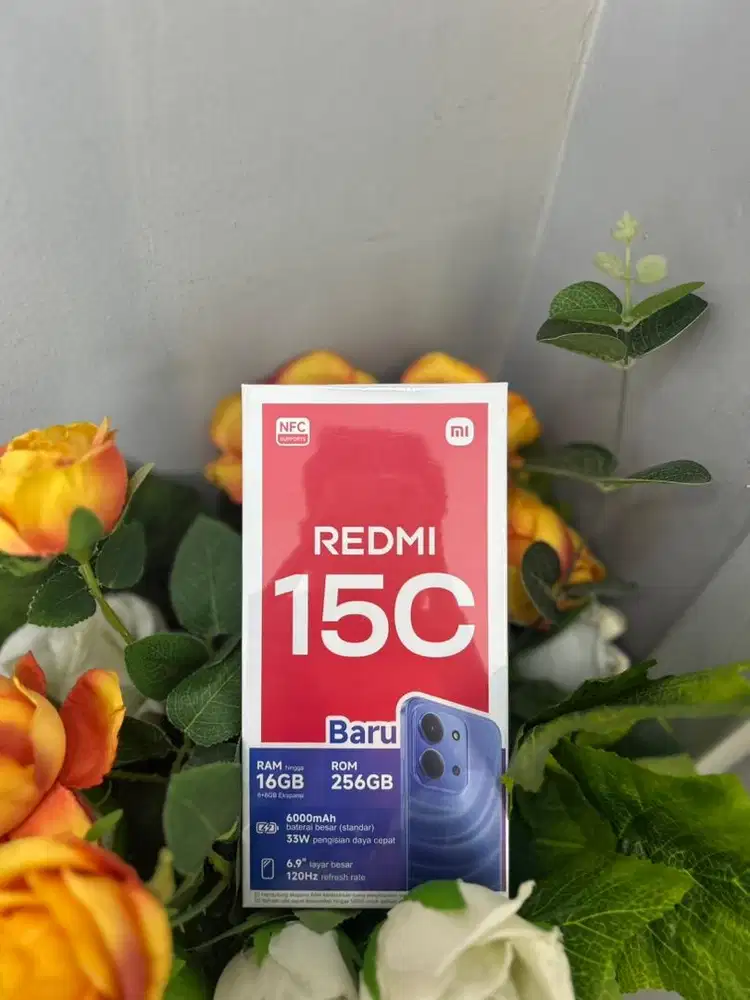 NFC
SUPPORTS
mi
REDMI
15C
Baru
RAM hingga
16GB
8+8GB Ekspansi
ROM
256GB
6000mAh
baterai besar (standar)
33W pengisian daya cepat
6.9" layar besar
120Hz refresh rate